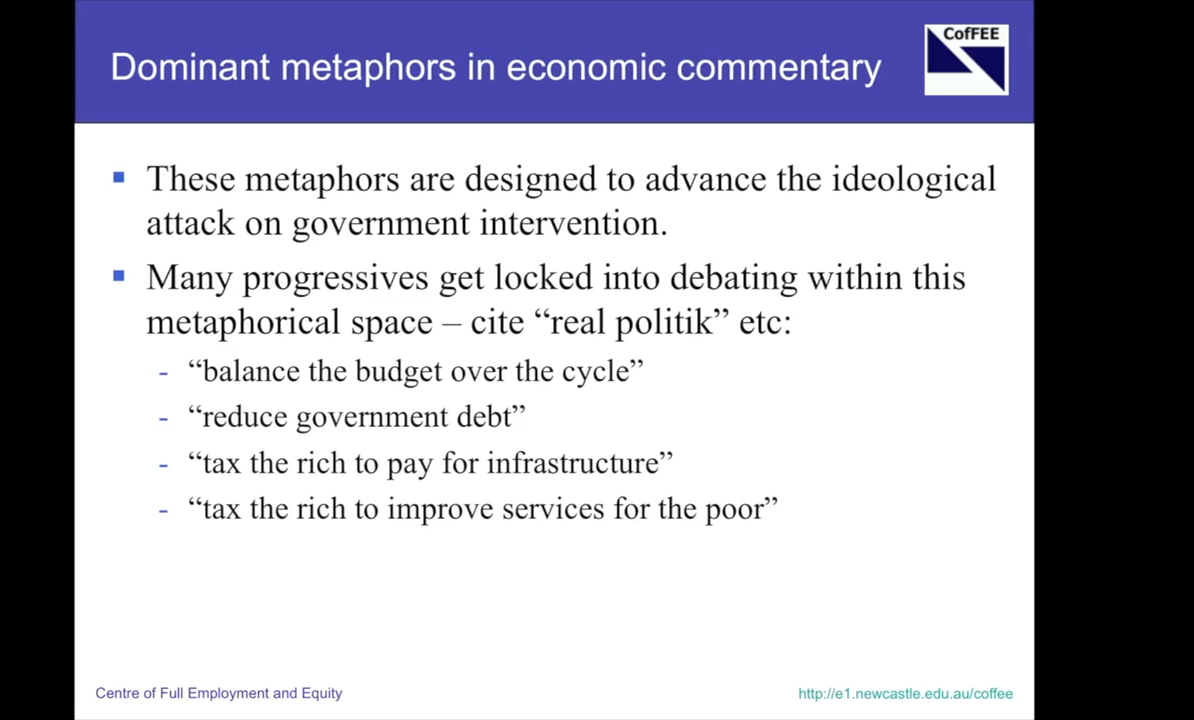 Dominant metaphors in economic commentary
CofFEE
These metaphors are designed to advance the ideological
attack on government intervention.
Many progressives get locked into debating within this
metaphorical space – cite “real politik” etc:
- “balance the budget over the cycle”
- “reduce government debt”
- “tax the rich to pay for infrastructure”
- “tax the rich to improve services for the poor”
Centre of Full Employment and Equity
http://e1.newcastle.edu.au/coffee